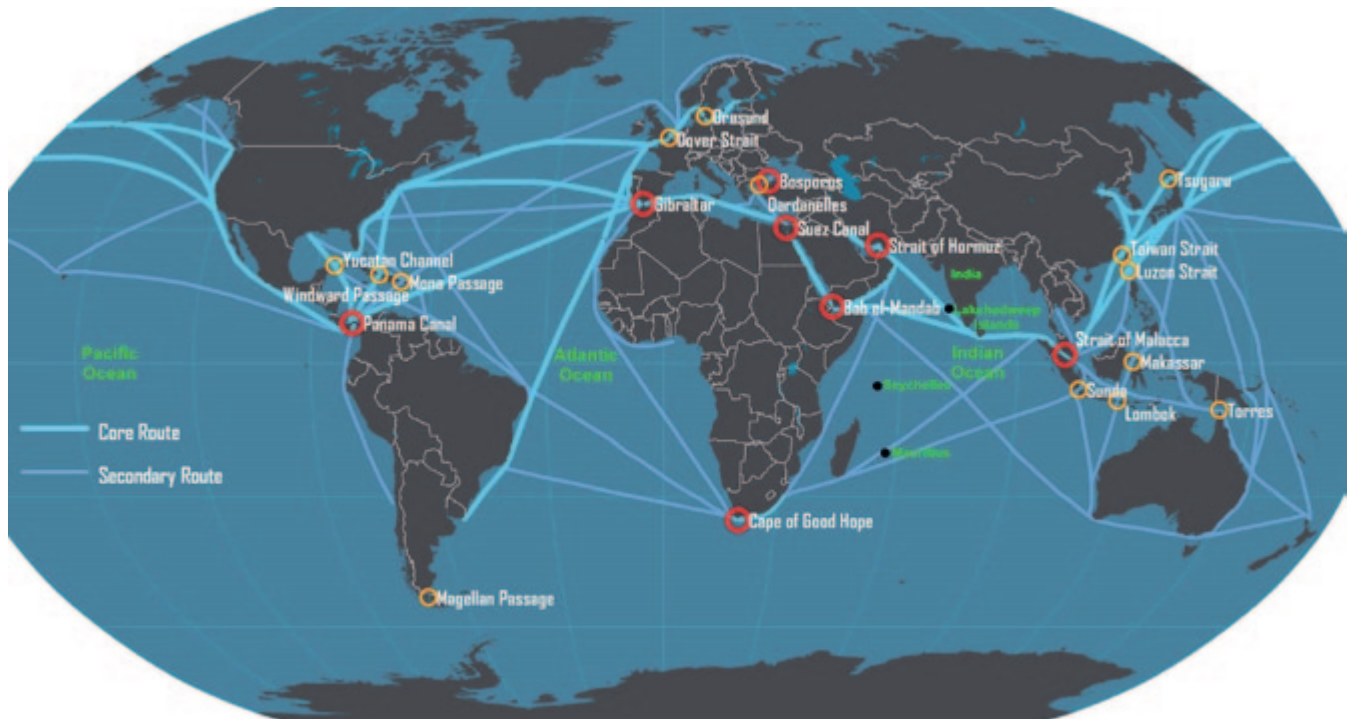 Oresund
Dover Strait
Tsugaru
Bosporus
Gibraltar
Dardanelles
Suez Canal
Strait of Hormuz
Taiwan Strait
Yucatan Channel
India
Luzon Strait
Mona Passage
Windward Passage
Bab el-Mandab
Lakshadweep
Islands
Panama Canal
Strait of Malacca
Pacific
Ocean
Atlantic
Ocean
Indian
Ocean
Makassar
Seychelles
Sunda
Lombok
Torres
Core Route
Mauritius
Secondary Route
Cape of Good Hope
Magellan Passage